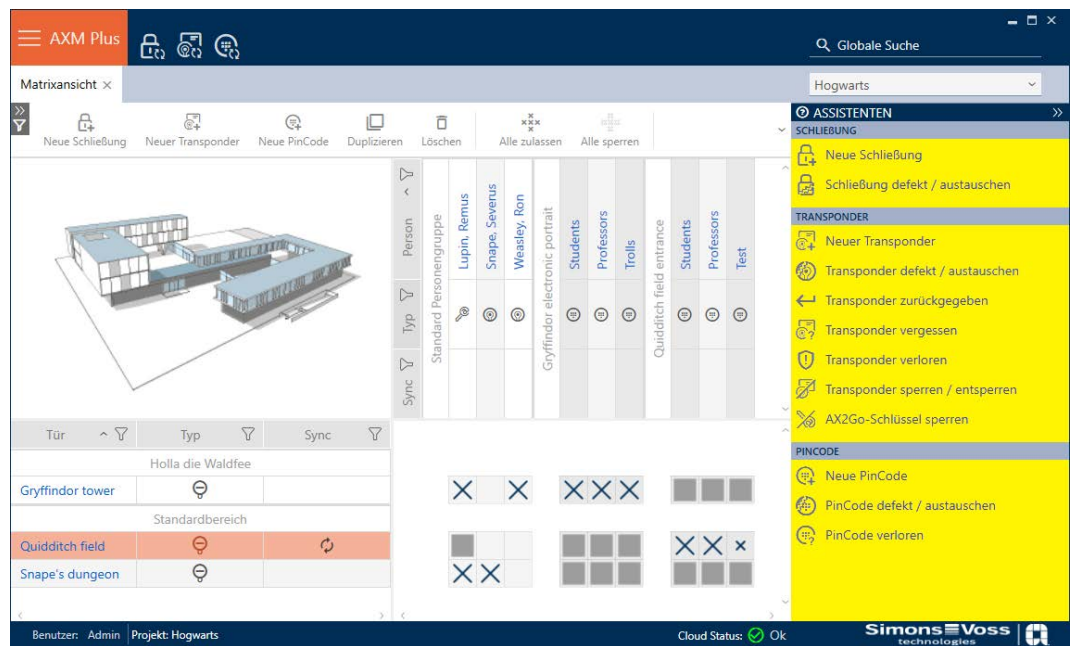 AXM Plus
Globale Suche
Matrixansicht
Hogwarts
Neue Schließung
Neuer Transponder
Neue PinCode
Duplizieren
Löschen
Alle zulassen
Alle sperren
Person
Typ
Sync
Standard Personengruppe
Lupin, Remus
Snape, Severus
Weasley, Ron
Gryffindor electronic portrait
Students
Professors
Trolls
Quidditch field entrance
Students
Professors
Test
Tür
Typ
Sync
Holla die Waldfee
Gryffindor tower
Standardbereich
Quidditch field
Snape's dungeon
ASSISTENTEN
SCHLIEßUNG
Neue Schließung
Schließung defekt / austauschen
TRANSPONDER
Neuer Transponder
Transponder defekt / austauschen
Transponder zurückgegeben
Transponder vergessen
Transponder verloren
Transponder sperren / entsperren
AX2Go-Schlüssel sperren
PINCODE
Neue PinCode
PinCode defekt / austauschen
PinCode verloren
Benutzer: Admin
Projekt: Hogwarts
Cloud Status: Ok
Simons Voss
technologies